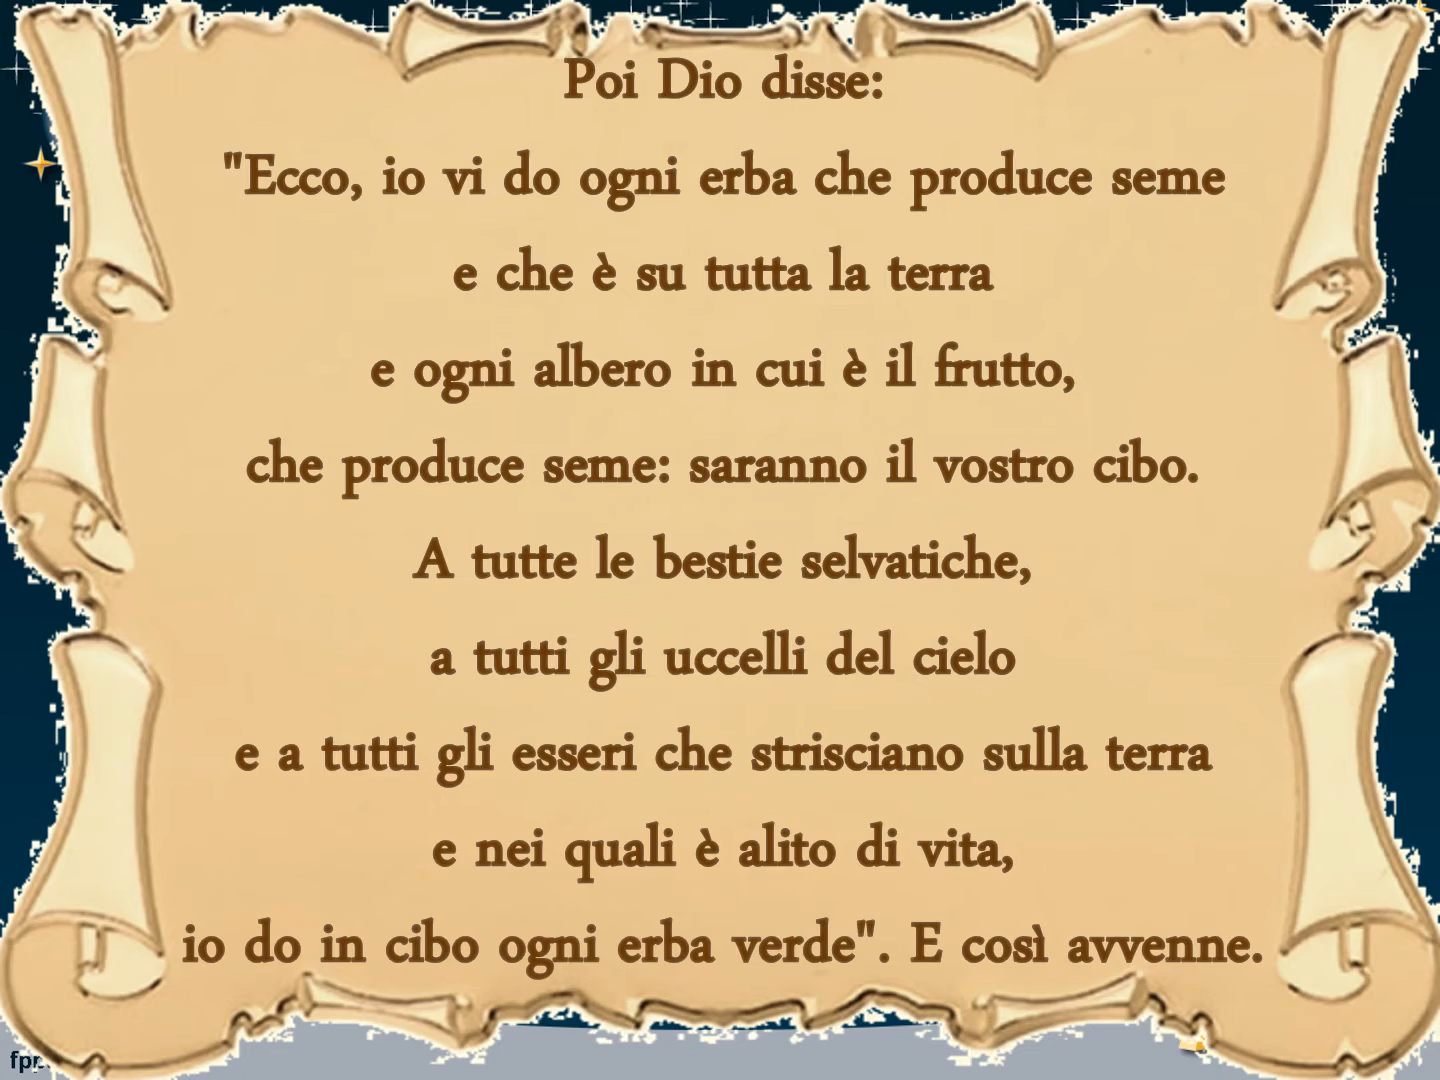 Poi Dio disse:
"Ecco, io vi do ogni erba che produce seme
e che è su tutta la terra
e ogni albero in cui è il frutto,
che produce seme: saranno il vostro cibo.
A tutte le bestie selvatiche,
a tutti gli uccelli del cielo
e a tutti gli esseri che strisciano sulla terra
e nei quali è alito di vita,
io do in cibo ogni erba verde". E così avvenne.